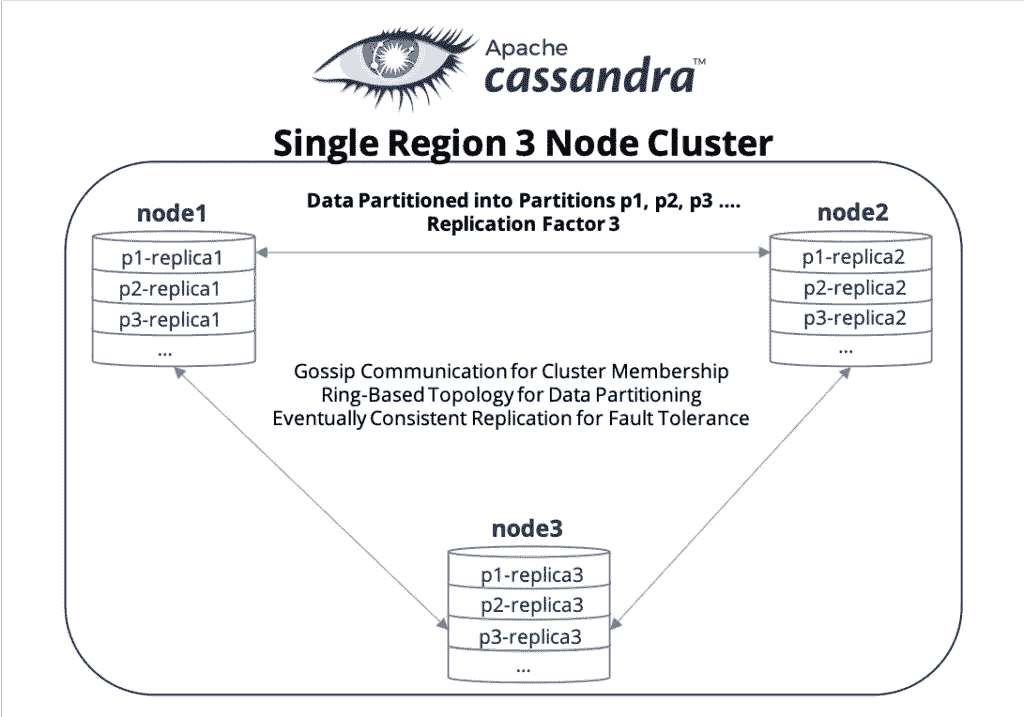 Apache
cassandra™
Single Region 3 Node Cluster
Data Partitioned into Partitions p1, p2, p3 ....
Replication Factor 3
node1
p1-replica1
p2-replica1
p3-replica1
...
node2
p1-replica2
p2-replica2
p3-replica2
...
Gossip Communication for Cluster Membership
Ring-Based Topology for Data Partitioning
Eventually Consistent Replication for Fault Tolerance
node3
p1-replica3
p2-replica3
p3-replica3
...